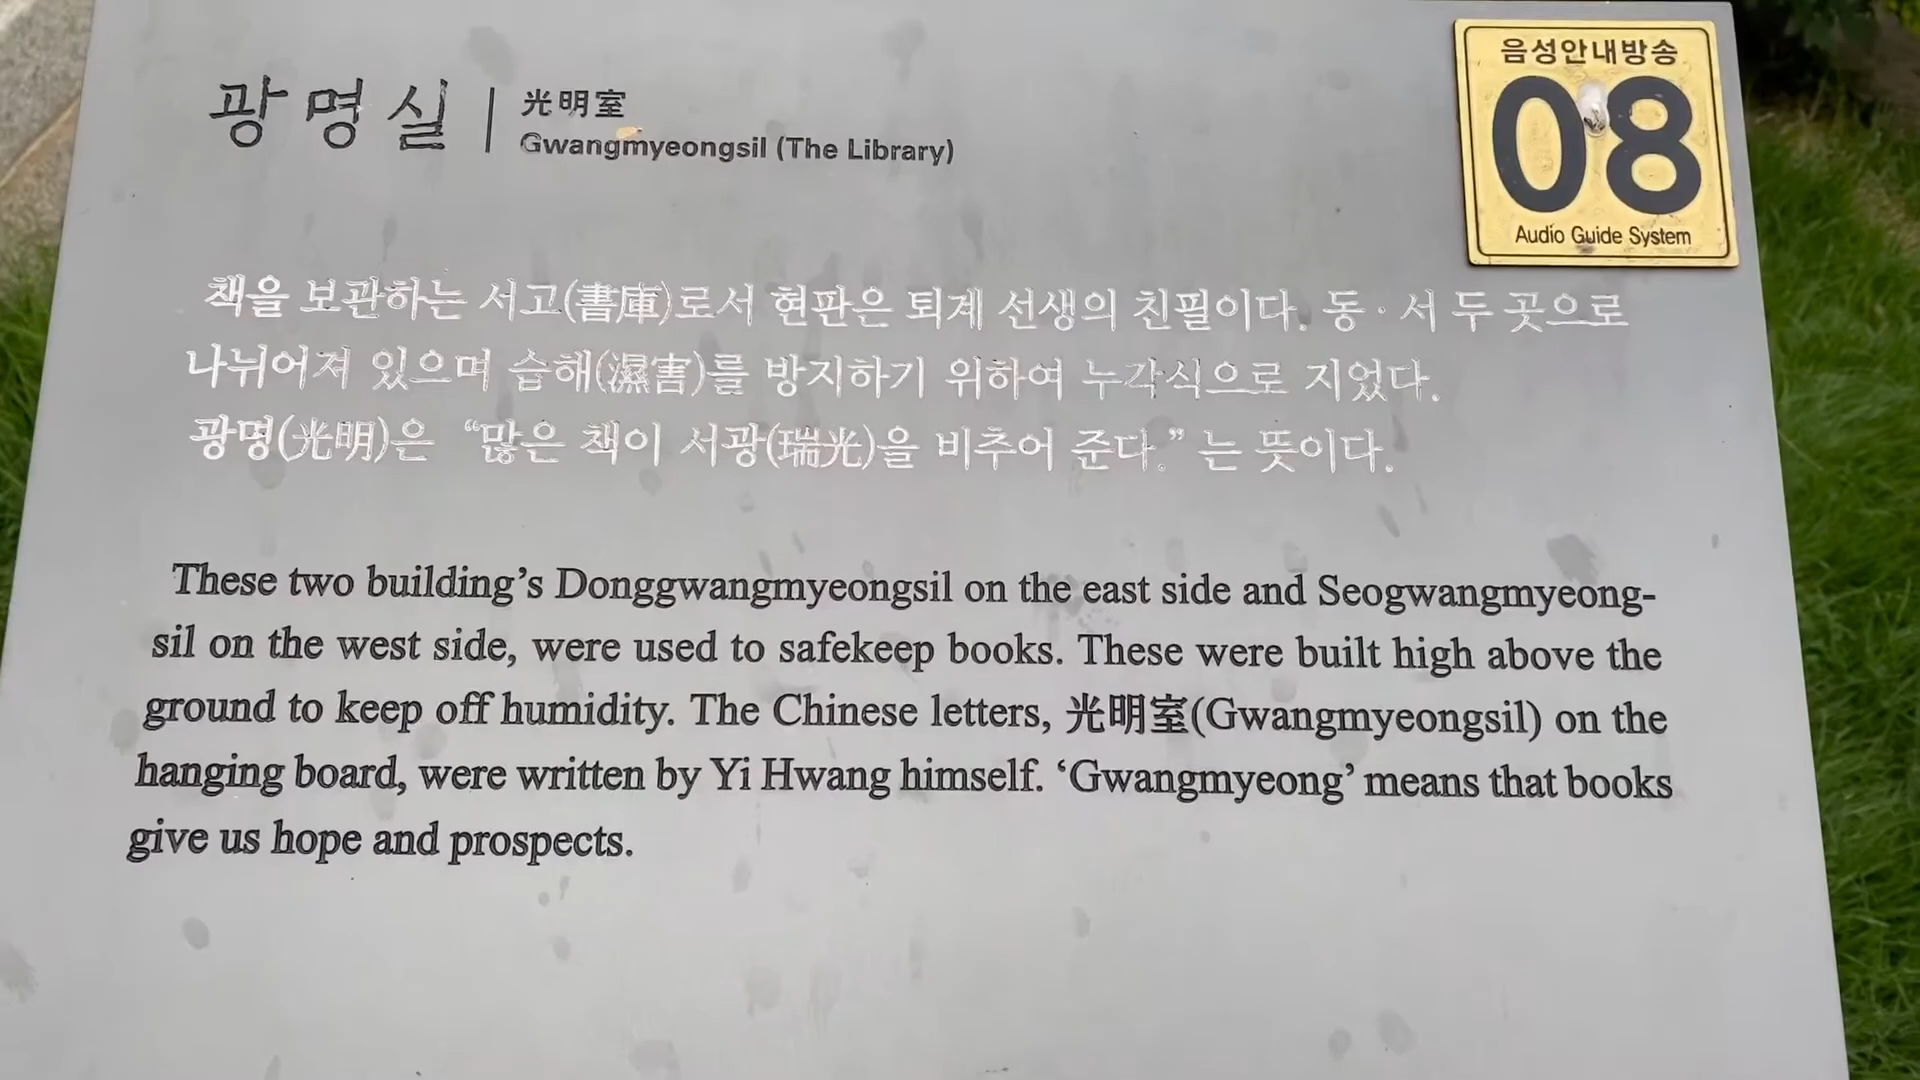 광명실
光明室
Gwangmyeongsil (The Library)
음성안내방송
08
Audio Guide System
책을 보관하는 서고(書庫)로서 현판은 퇴계 선생의 친필이다. 동·서 두 곳으로
나뉘어져 있으며 습해(濕害)를 방지하기 위하여 누각식으로 지었다.
광명(光明)은 “많은 책이 서광(瑞光)을 비추어 준다.” 는 뜻이다.
These two building’s Donggwangmyeongsil on the east side and Seogwangmyeong-
sil on the west side, were used to safekeep books. These were built high above the
ground to keep off humidity. The Chinese letters, 光明室(Gwangmyeongsil) on the
hanging board, were written by Yi Hwang himself. ‘Gwangmyeong’ means that books
give us hope and prospects.